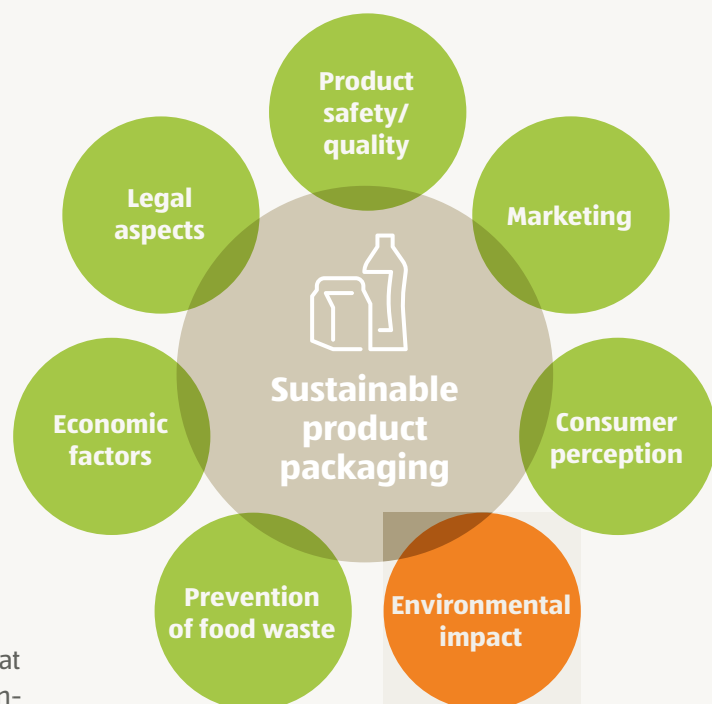 Product
safety/
quality
Legal
aspects
Marketing
Sustainable
product
packaging
Economic
factors
Consumer
perception
Prevention
of food waste
Environmental
impact
at
n-